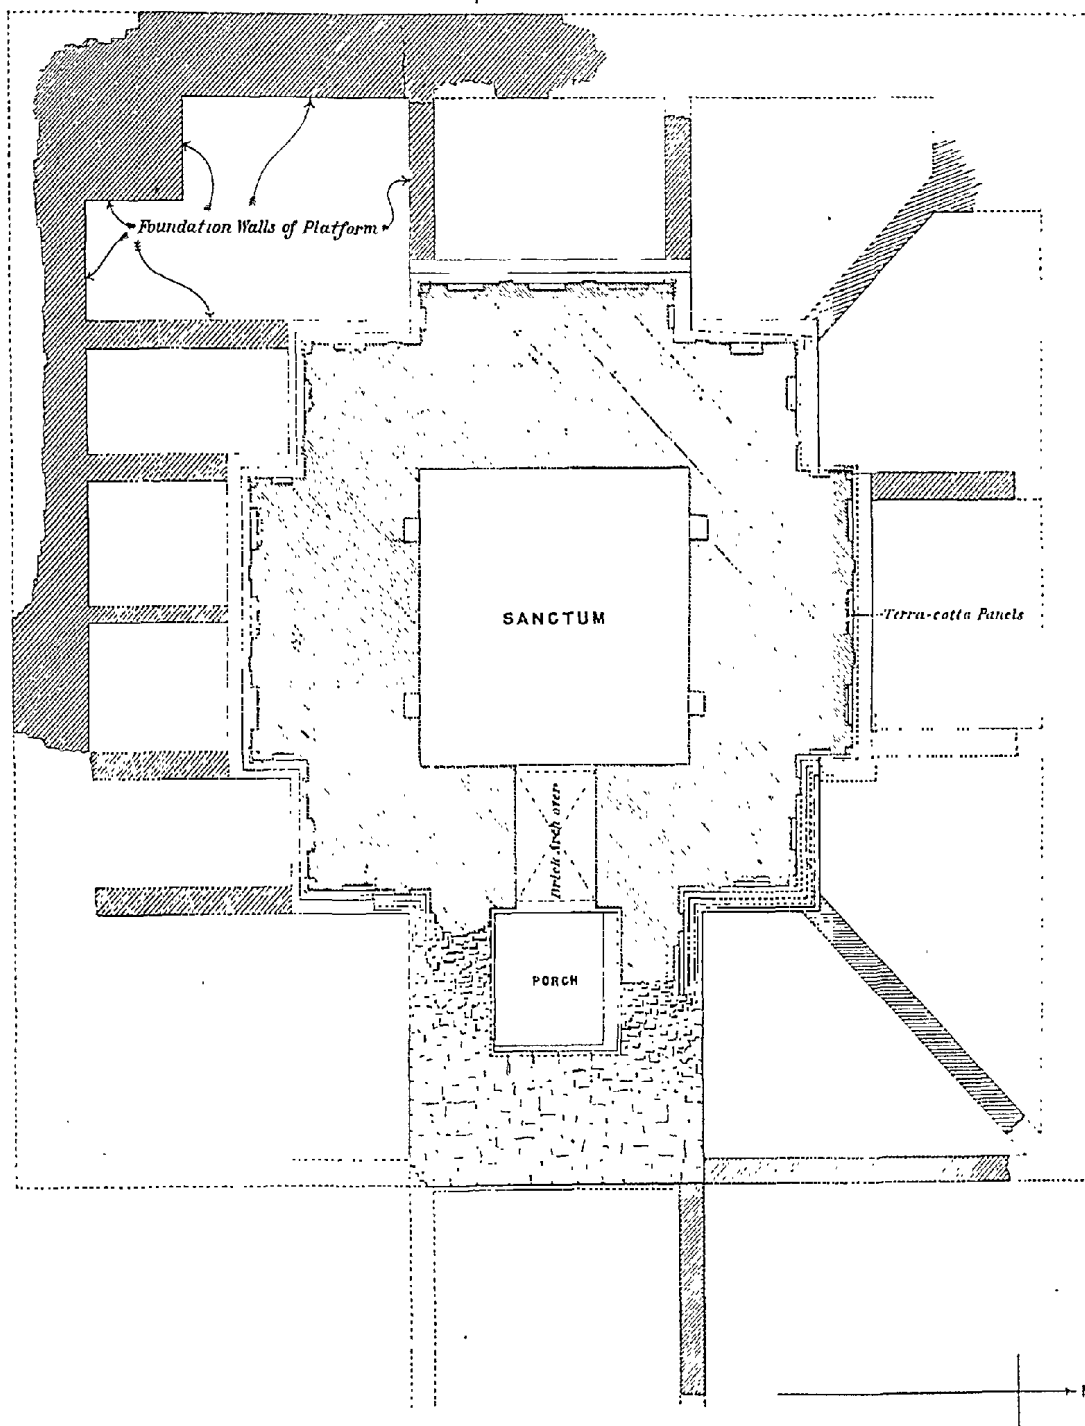 Foundation Walls of Platform
SANCTUM
Terra-cotta Panels
Brick Arch over
PORCH